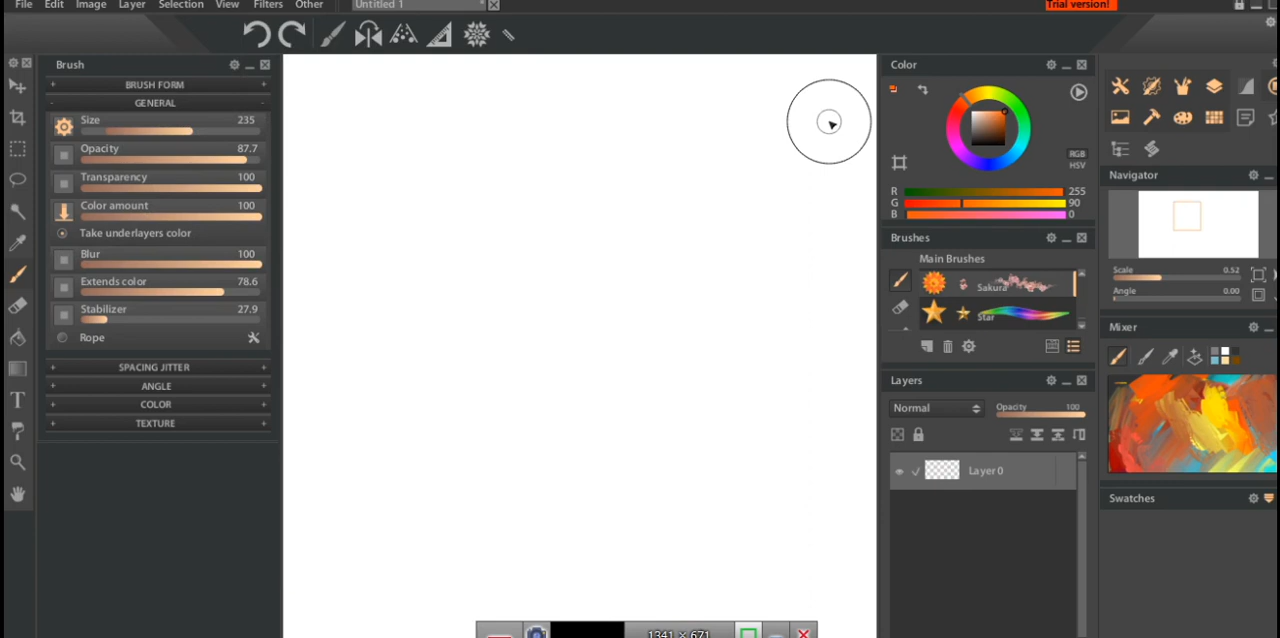 File Edit Image Layer Selection View Filters Other Untitled 1 * Trial version!
Brush
BRUSH FORM
GENERAL
Size 235
Opacity 87.7
Transparency 100
Color amount 100
Take underlayers color
Blur 100
Extends color 78.6
Stabilizer 27.9
Rope
SPACING JITTER
ANGLE
COLOR
TEXTURE
T
Color
RGB
HSV
R 255
G 90
B 0
Brushes
Main Brushes
Sakura
Star
Layers
Normal Opacity 100
Layer 0
Navigator
Scale 0.52
Angle 0.00
Mixer
Swatches
1341 × 671